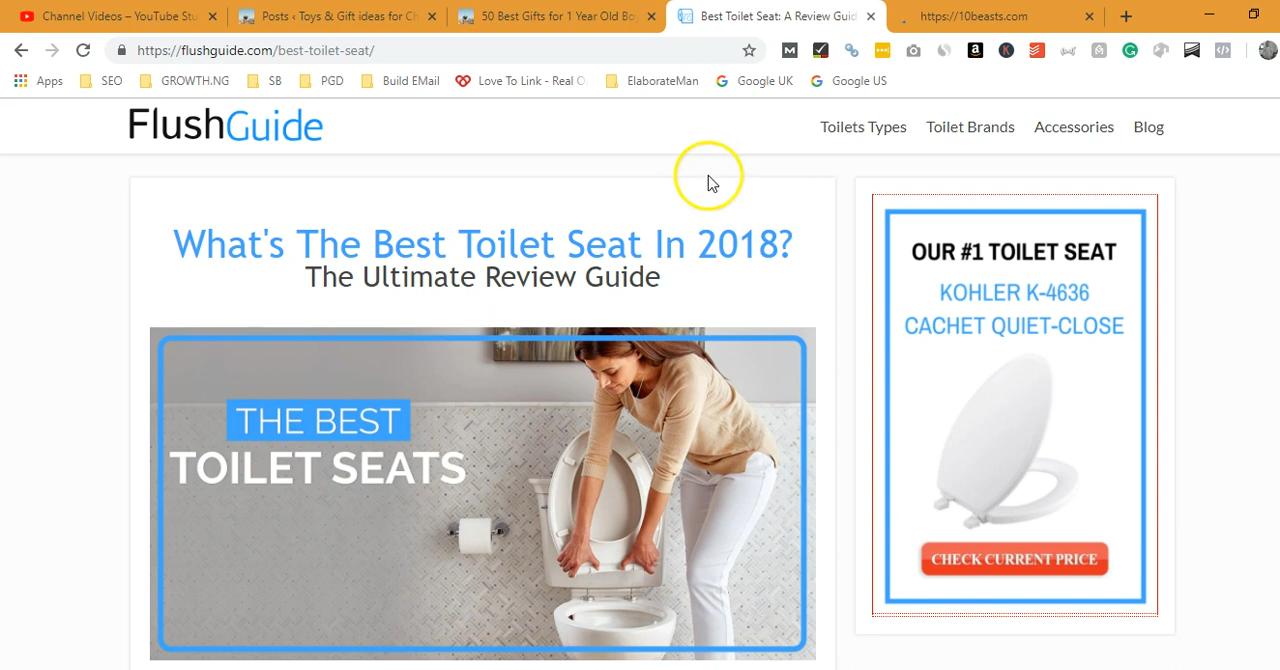 Channel Videos – YouTube Stu
Posts ‹ Toys & Gift ideas for Ch
50 Best Gifts for 1 Year Old Bo
Best Toilet Seat: A Review Guid
https://10beasts.com
https://flushguide.com/best-toilet-seat/
Apps
SEO
GROWTH.NG
SB
PGD
Build EMail
Love To Link - Real O
ElaborateMan
Google UK
Google US
FlushGuide
Toilets Types
Toilet Brands
Accessories
Blog
What's The Best Toilet Seat In 2018?
The Ultimate Review Guide
THE BEST
TOILET SEATS
OUR #1 TOILET SEAT
KOHLER K-4636
CACHET QUIET-CLOSE
CHECK CURRENT PRICE